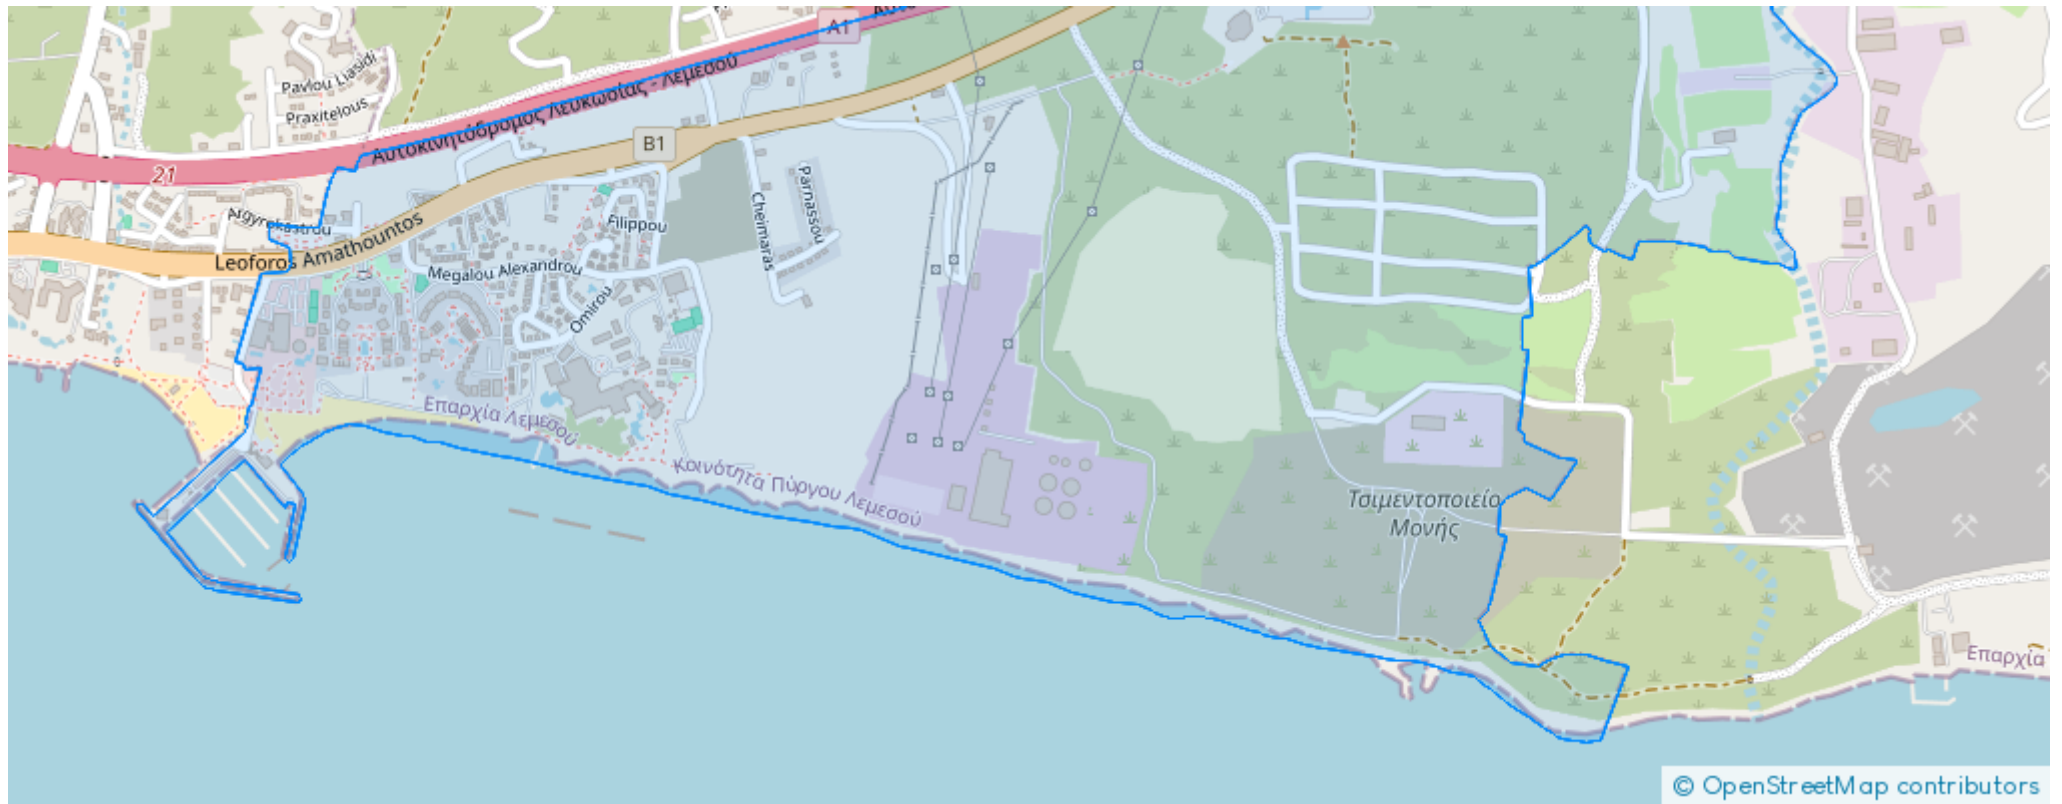 A1
Pavlou Liasidi
Praxitelous
Αυτοκινητόδρομος Λευκωσίας - Λεμεσού
B1
21
Argyrokastrou
Leoforos Amathountos
Filippou
Parnassou
Cheimaras
Megalou Alexandrou
Omirou
Επαρχία Λεμεσού
Κοινότητα Πύργου Λεμεσού
Τσιμεντοποιείο
Μονής
Επαρχία
© OpenStreetMap contributors